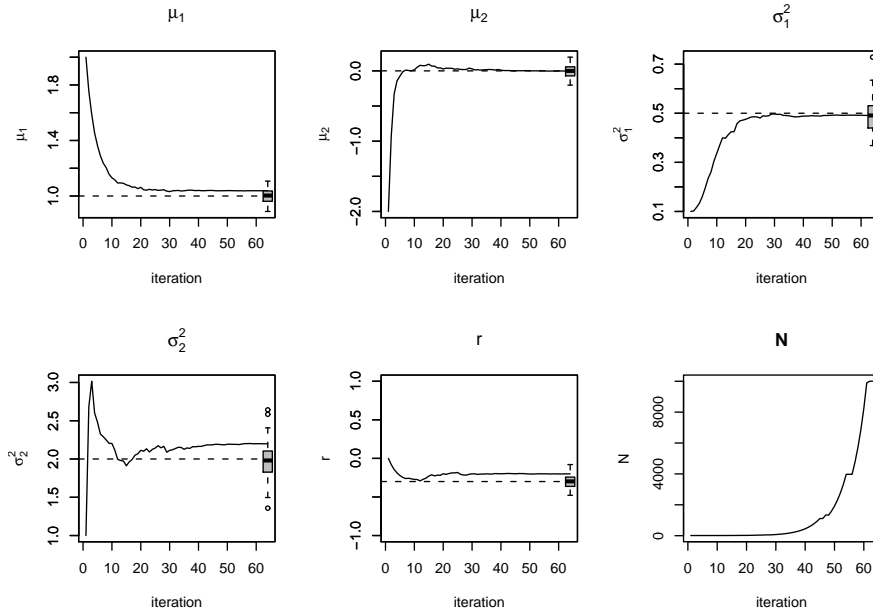 μ₁
μ₂
σ₁²
μ₁
1.0 1.4 1.8
0 10 20 30 40 50 60
iteration
μ₂
−2.0 −1.0 0.0
0 10 20 30 40 50 60
iteration
σ₁²
0.1 0.3 0.5 0.7
0 10 20 30 40 50 60
iteration
σ₂²
r
N
σ₂²
1.0 1.5 2.0 2.5 3.0
0 10 20 30 40 50 60
iteration
r
−1.0 0.0 0.5 1.0
0 10 20 30 40 50 60
iteration
N
0 4000 8000
0 10 20 30 40 50 60
iteration